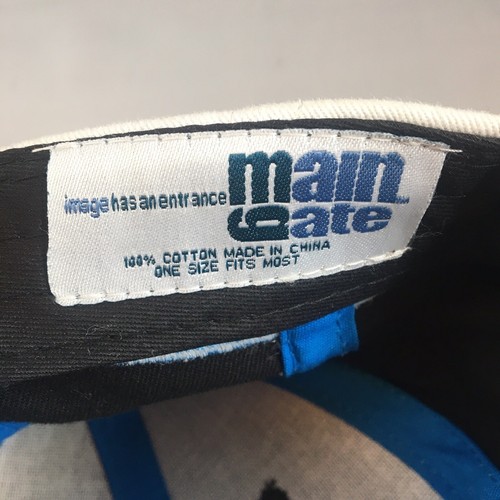 image has an entrance
main
gate
100% COTTON MADE IN CHINA
ONE SIZE FITS MOST